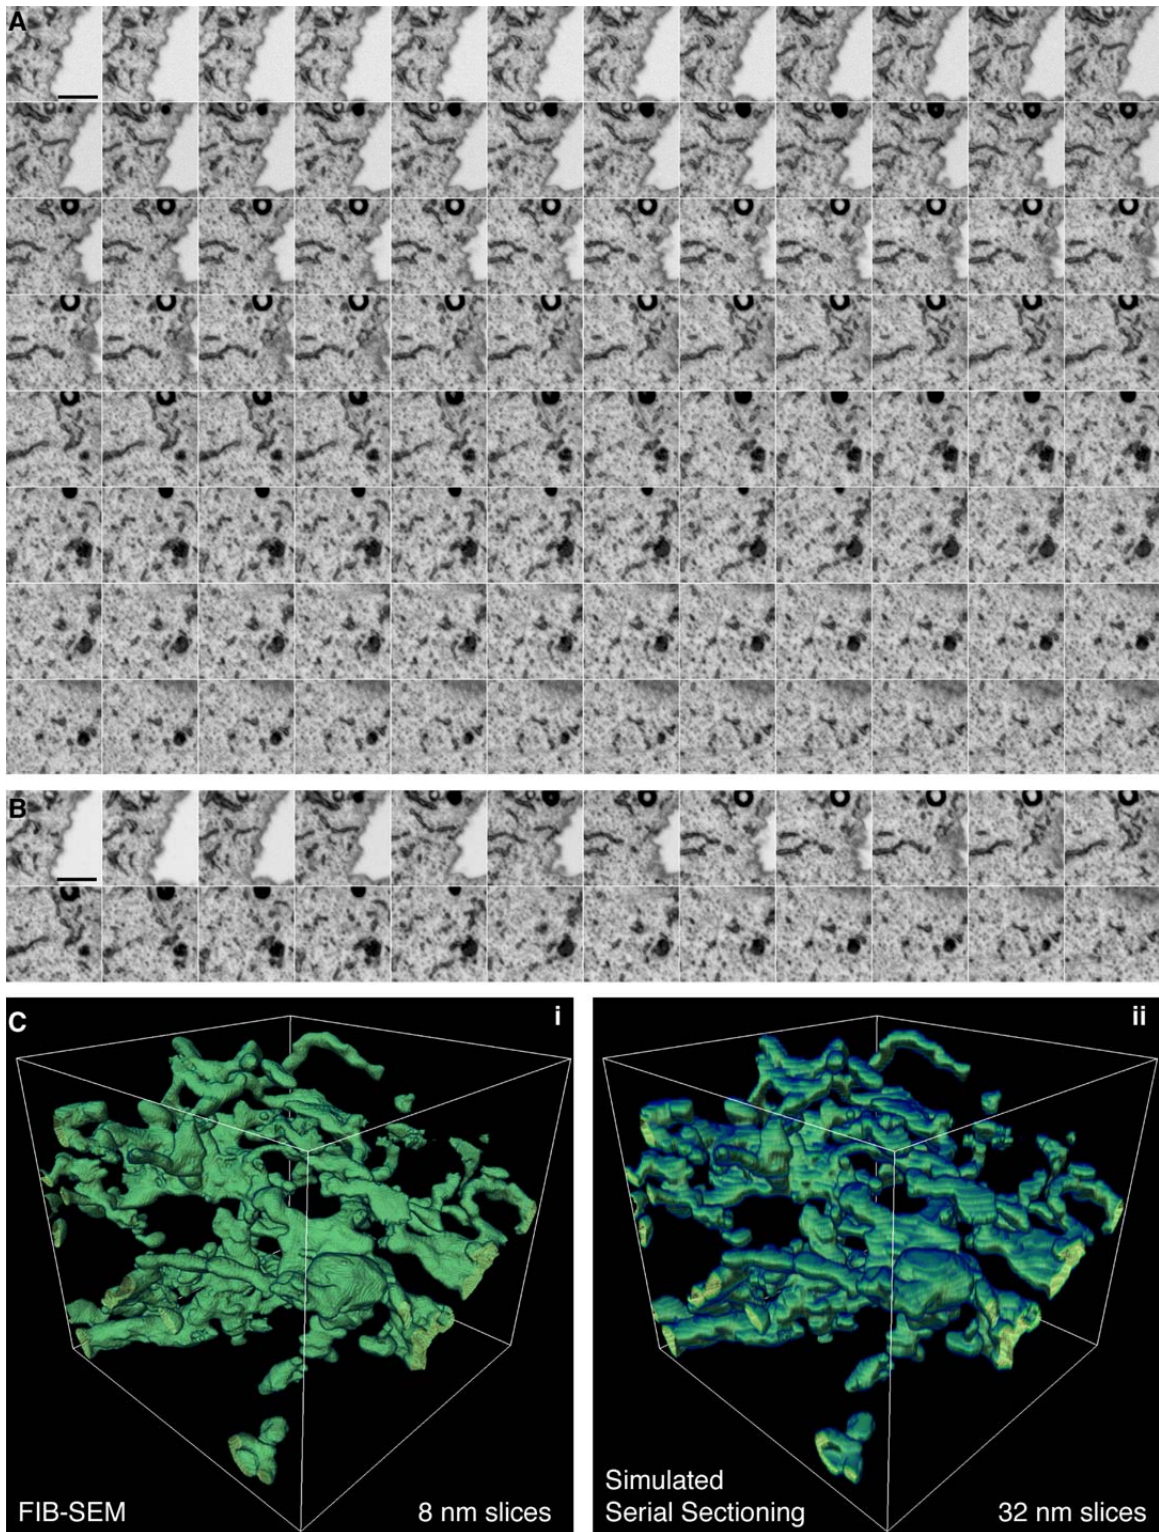 A
B
C
i
ii
FIB-SEM
8 nm slices
Simulated
Serial Sectioning
32 nm slices